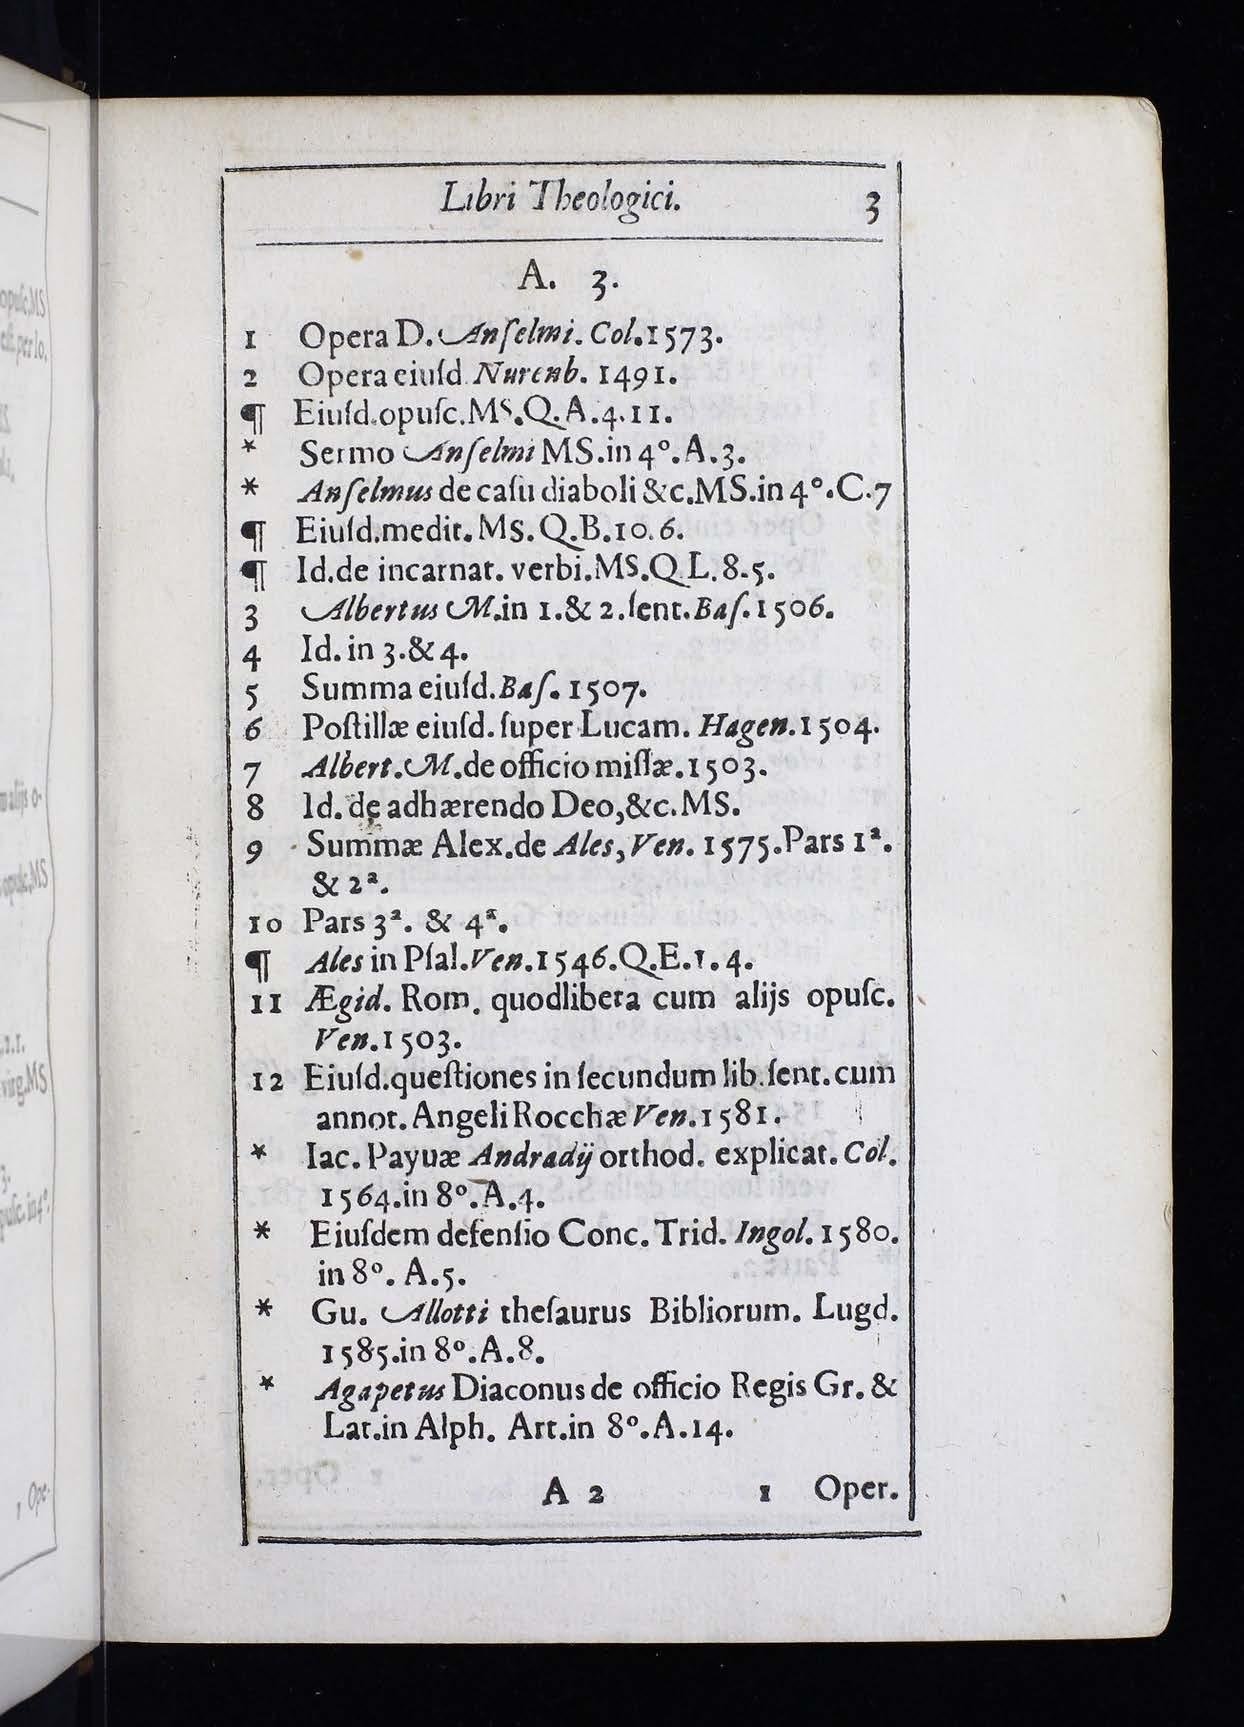 Libri Theologici. 3
A. 3.
1 Opera D. Anſelmi. Col. 1573.
2 Opera eiuſd. Nurenb. 1491.
¶ Eiuſd. opuſc. MS. Q. A. 4. 11.
* Sermo Anſelmi MS. in 4º. A. 3.
* Anſelmus de caſu diaboli &c. MS. in 4º. C. 7
¶ Eiuſd. medit. MS. Q. B. 10. 6.
¶ Id. de incarnat. verbi. MS. Q L. 8. 5.
3 Albertus M. in 1. & 2. ſent. Baſ. 1506.
4 Id. in 3. & 4.
5 Summa eiuſd. Baſ. 1507.
6 Poſtillæ eiuſd. ſuper Lucam. Hagen. 1504.
7 Albert. M. de officio miſſæ. 1503.
8 Id. de adhærendo Deo, &c. MS.
9 Summæ Alex. de Ales, Ven. 1575. Pars 1ª.
& 2ª.
10 Pars 3ª. & 4ª.
¶ Ales in Pſal. Ven. 1546. Q. E. 1. 4.
11 Ægid. Rom. quodlibeta cum alijs opuſc.
Ven. 1503.
12 Eiuſd. queſtiones in ſecundum lib. ſent. cum
annot. Angeli Rocchæ Ven. 1581.
* Iac. Payuæ Andradij orthod. explicat. Col.
1564. in 8º. A. 4.
* Eiuſdem defenſio Conc. Trid. Ingol. 1580.
in 8º. A. 5.
* Gu. Allotti theſaurus Bibliorum. Lugd.
1585. in 8º. A. 8.
* Agapetus Diaconus de officio Regis Gr. &
Lat. in Alph. Art. in 8º. A. 14.
A 2 1 Oper.